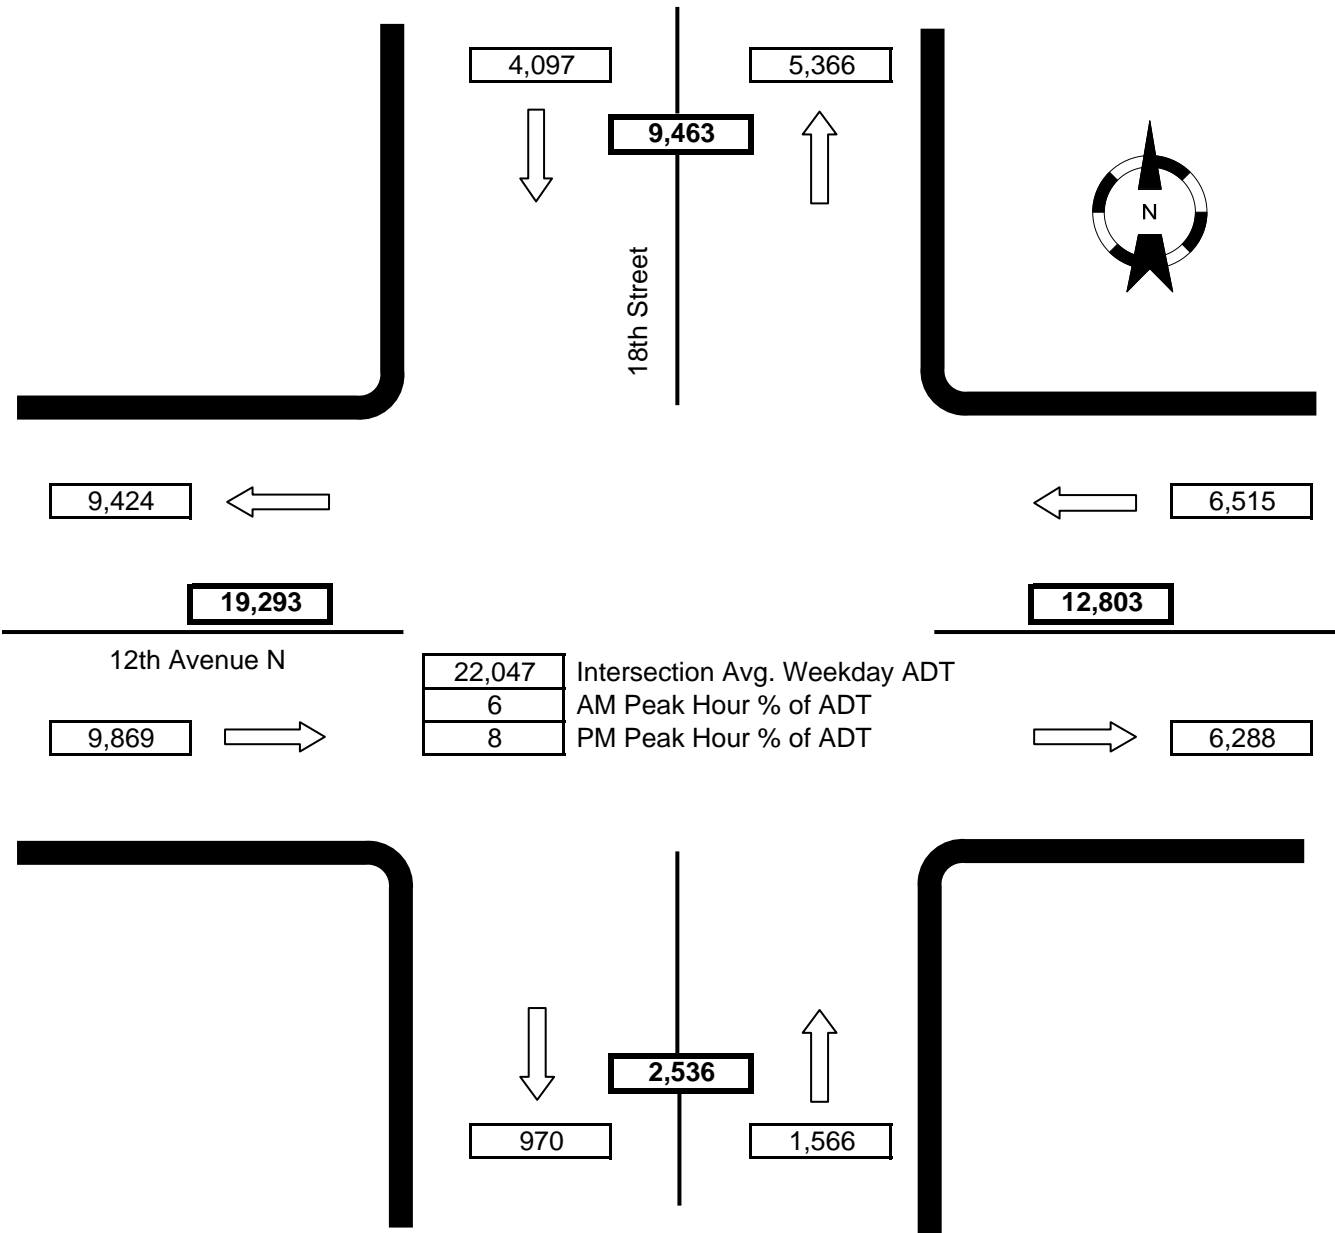 4,097
5,366
9,463
N
18th Street
9,424
6,515
19,293
12,803
12th Avenue N
22,047 Intersection Avg. Weekday ADT
6 AM Peak Hour % of ADT
8 PM Peak Hour % of ADT
9,869
6,288
2,536
970
1,566